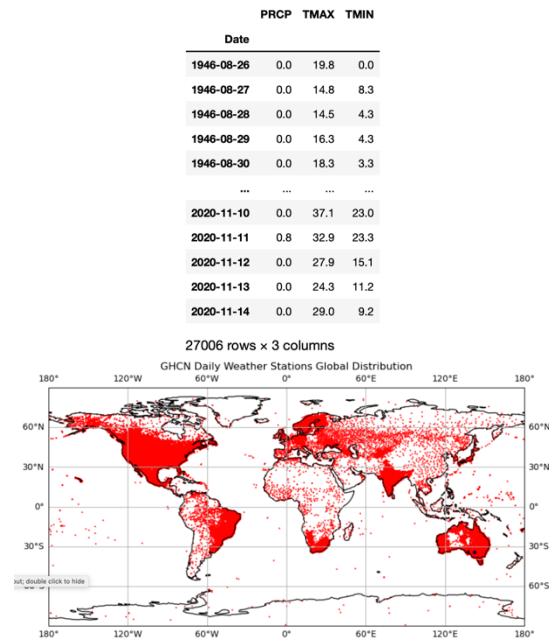 PRCP TMAX TMIN
Date
1946-08-26 0.0 19.8 0.0
1946-08-27 0.0 14.8 8.3
1946-08-28 0.0 14.5 4.3
1946-08-29 0.0 16.3 4.3
1946-08-30 0.0 18.3 3.3
... ... ... ...
2020-11-10 0.0 37.1 23.0
2020-11-11 0.8 32.9 23.3
2020-11-12 0.0 27.9 15.1
2020-11-13 0.0 24.3 11.2
2020-11-14 0.0 29.0 9.2
27006 rows × 3 columns
GHCN Daily Weather Stations Global Distribution
180° 120°W 60°W 0° 60°E 120°E 180°
60°N 60°N
30°N 30°N
0° 0°
30°S 30°S
ut; double click to hide
60°S
180° 120°W 60°W 0° 60°E 120°E 180°